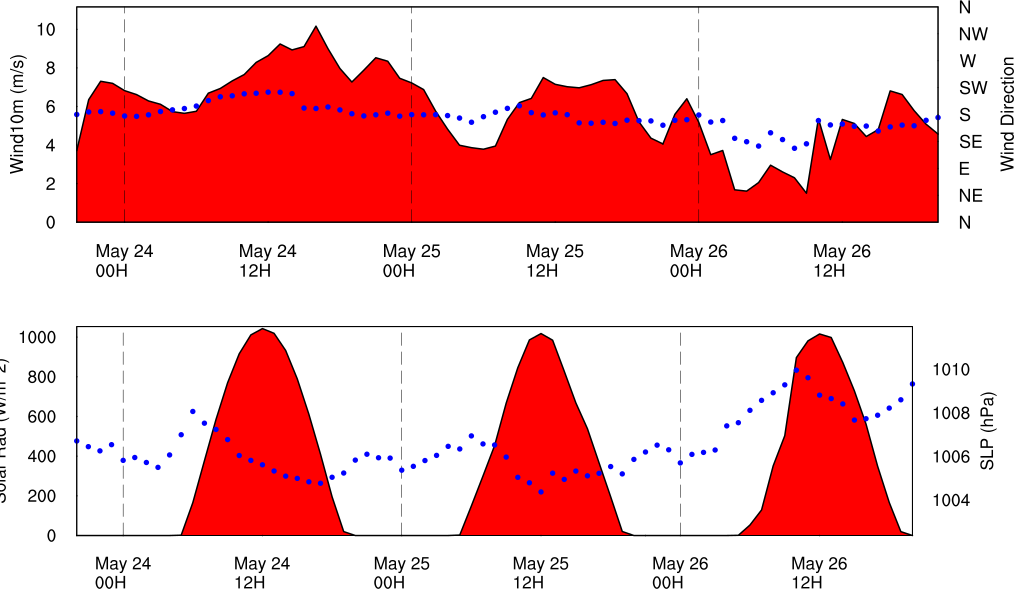 N
10
NW
8
W
SW
6
S
4
SE
E
2
NE
0
N
Wind10m (m/s)
Wind Direction
May 24
00H
May 24
12H
May 25
00H
May 25
12H
May 26
00H
May 26
12H
1000
800
1010
600
1008
400
1006
200
1004
0
Solar Rad (W/m^2)
SLP (hPa)
May 24
00H
May 24
12H
May 25
00H
May 25
12H
May 26
00H
May 26
12H